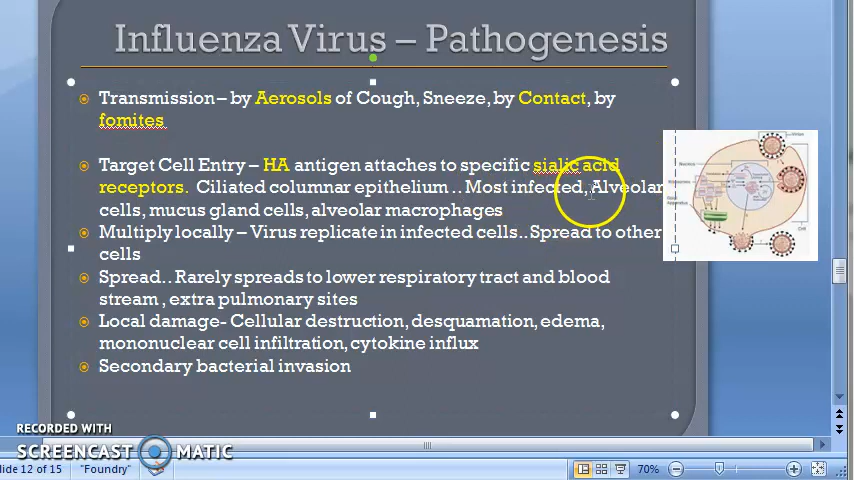 Influenza Virus – Pathogenesis
Transmission – by Aerosols of Cough, Sneeze, by Contact, by
fomites
Target Cell Entry – HA antigen attaches to specific sialic acid
receptors. Ciliated columnar epithelium .. Most infected, Alveolar
cells, mucus gland cells, alveolar macrophages
Multiply locally – Virus replicate in infected cells.. Spread to other
cells
Spread.. Rarely spreads to lower respiratory tract and blood
stream , extra pulmonary sites
Local damage- Cellular destruction, desquamation, edema,
mononuclear cell infiltration, cytokine influx
Secondary bacterial invasion
RECORDED WITH
SCREENCAST MATIC
lide 12 of 15 "Foundry" 70%